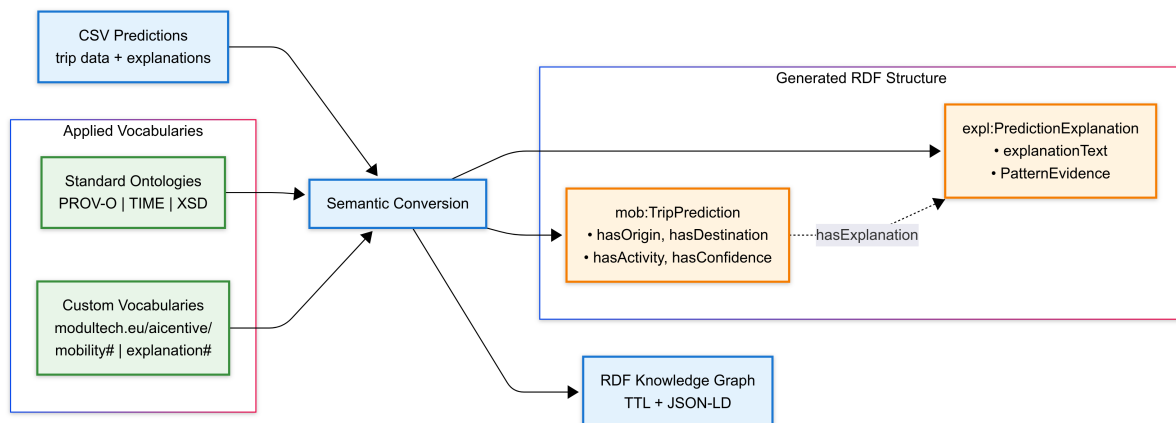 CSV Predictions
trip data + explanations
Applied Vocabularies
Standard Ontologies
PROV-O | TIME | XSD
Custom Vocabularies
modultech.eu/aicentive/
mobility# | explanation#
Semantic Conversion
Generated RDF Structure
expl:PredictionExplanation
• explanationText
• PatternEvidence
mob:TripPrediction
• hasOrigin, hasDestination
• hasActivity, hasConfidence
hasExplanation
RDF Knowledge Graph
TTL + JSON-LD